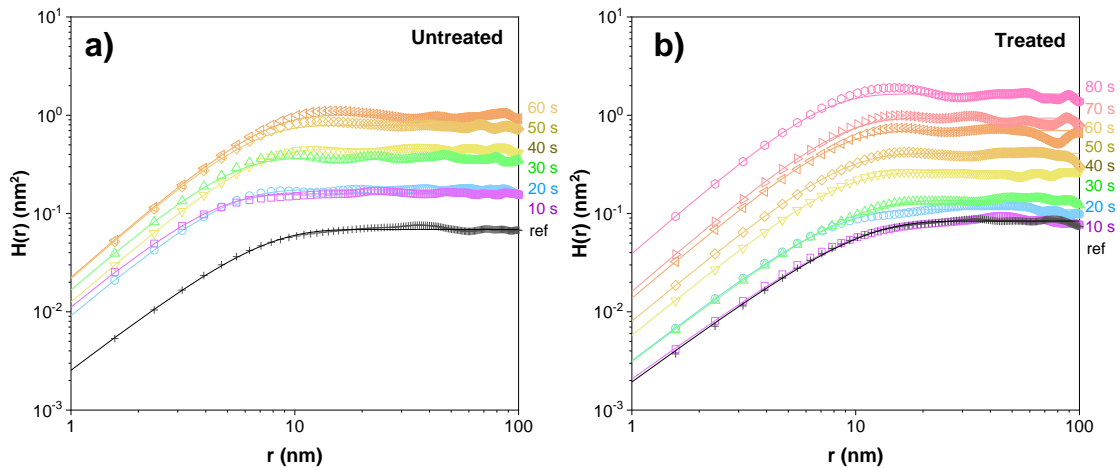 a)
Untreated
H(r) (nm²)
10¹
10⁰
10⁻¹
10⁻²
10⁻³
60 s
50 s
40 s
30 s
20 s
10 s
ref
1
10
100
r (nm)
b)
Treated
H(r) (nm²)
10¹
10⁰
10⁻¹
10⁻²
10⁻³
80 s
70 s
60 s
50 s
40 s
30 s
20 s
10 s
ref
1
10
100
r (nm)